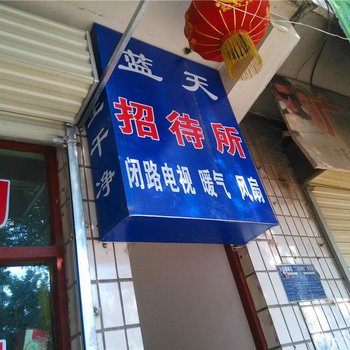 蓝天
招待所
闭路电视 暖气 风扇
干净